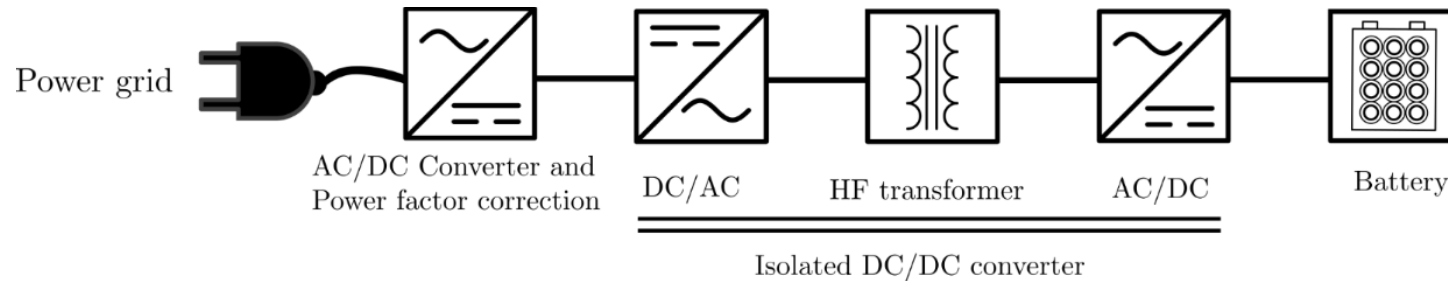 Power grid
AC/DC Converter and
Power factor correction
DC/AC
HF transformer
AC/DC
Battery
Isolated DC/DC converter